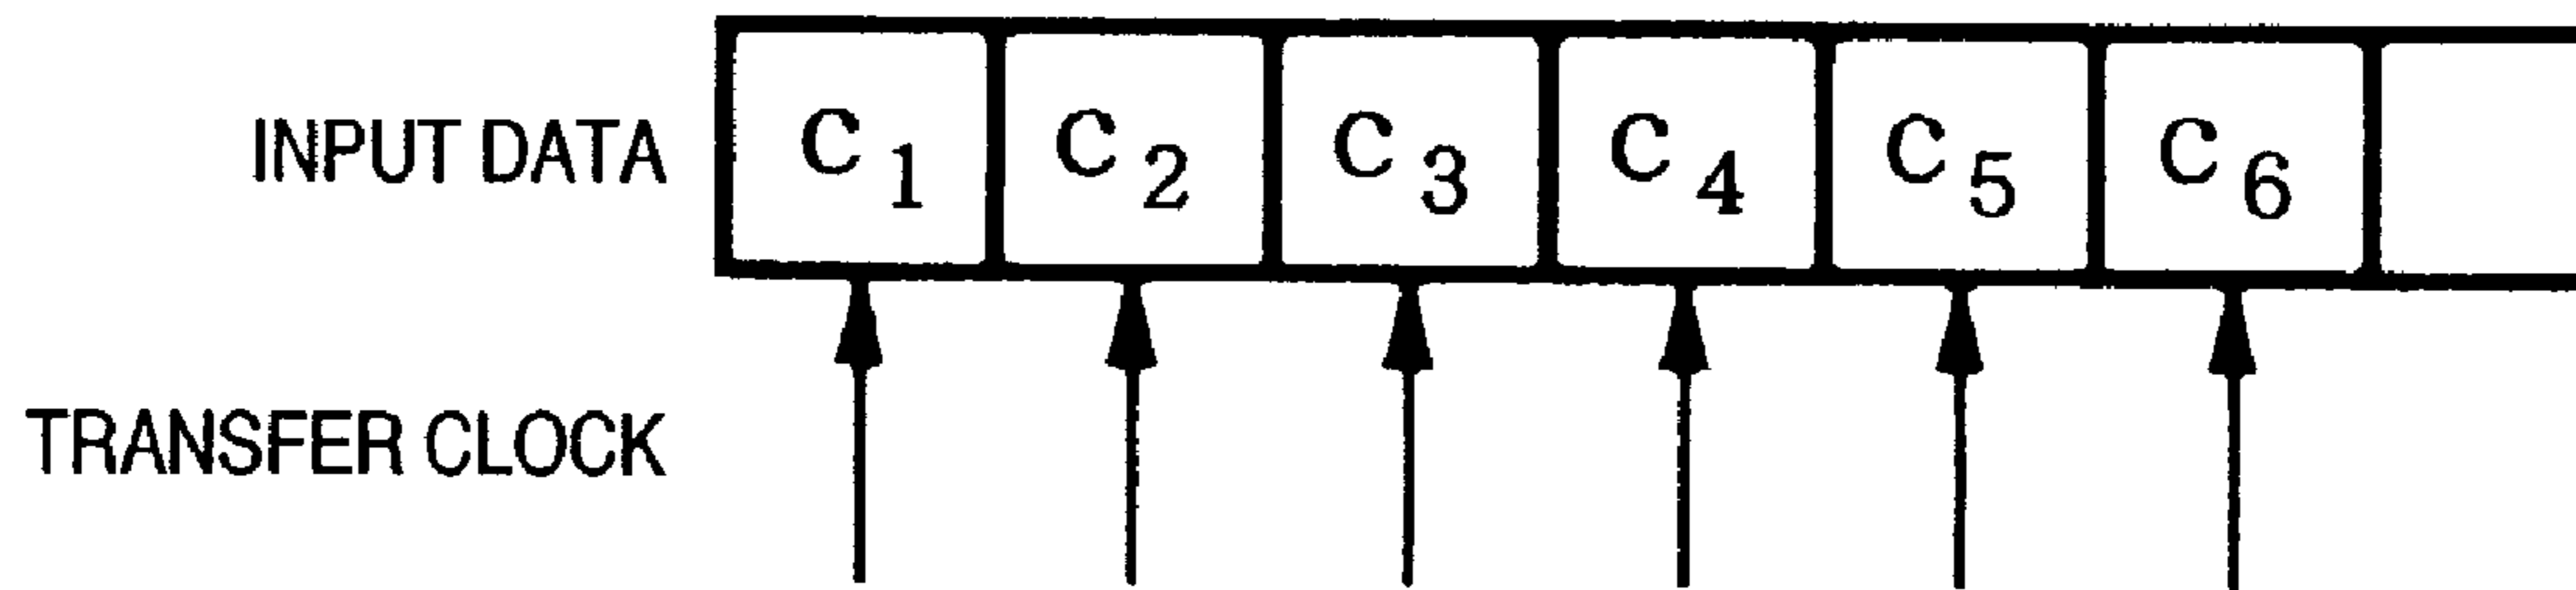 INPUT DATA C₁ C₂ C₃ C₄ C₅ C₆
TRANSFER CLOCK